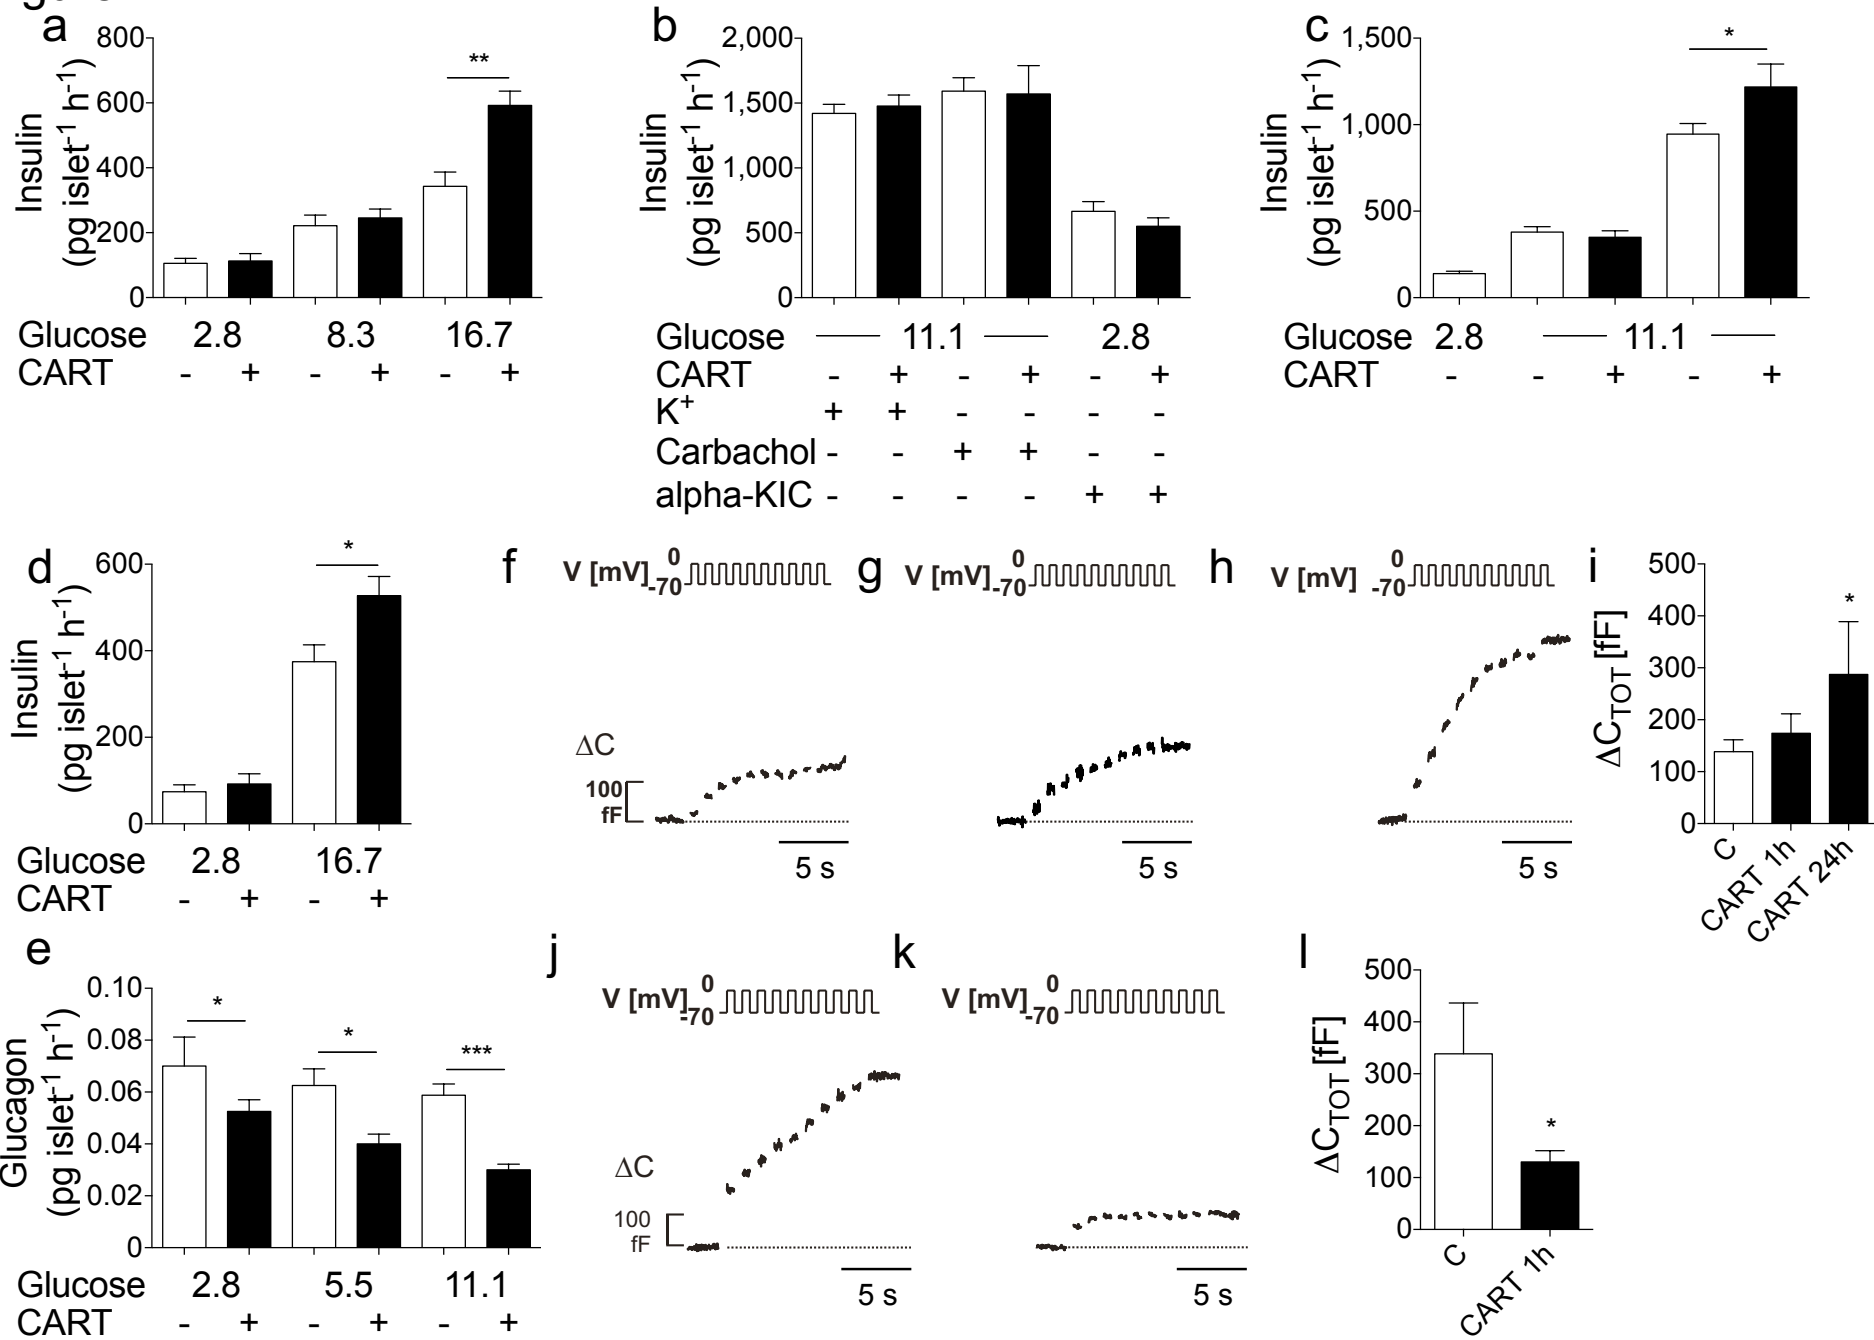 a
800
600
400
200
0
Insulin
(pg islet-1 h-1)
**
Glucose 2.8 8.3 16.7
CART - + - + - +
b
2,000
1,500
1,000
500
0
Insulin
(pg islet-1 h-1)
Glucose 11.1 2.8
CART - + - + - +
K+ + + - - - -
Carbachol - - + + - -
alpha-KIC - - - - + +
c
1,500
1,000
500
0
Insulin
(pg islet-1 h-1)
*
Glucose 2.8 11.1
CART - - + - +
d
600
400
200
0
Insulin
(pg islet-1 h-1)
*
Glucose 2.8 16.7
CART - + - +
f
V [mV] 0
-70
ΔC
100
fF
5 s
g
V [mV] 0
-70
5 s
h
V [mV] 0
-70
5 s
i
500
400
300
200
100
0
ΔCTOT [fF]
*
C
CART 1h
CART 24h
e
0.10
0.08
0.06
0.04
0.02
0
Glucagon
(pg islet-1 h-1)
* * ***
Glucose 2.8 5.5 11.1
CART - + - + - +
j
V [mV] 0
-70
ΔC
100
fF
5 s
k
V [mV] 0
-70
5 s
l
500
400
300
200
100
0
ΔCTOT [fF]
*
C
CART 1h